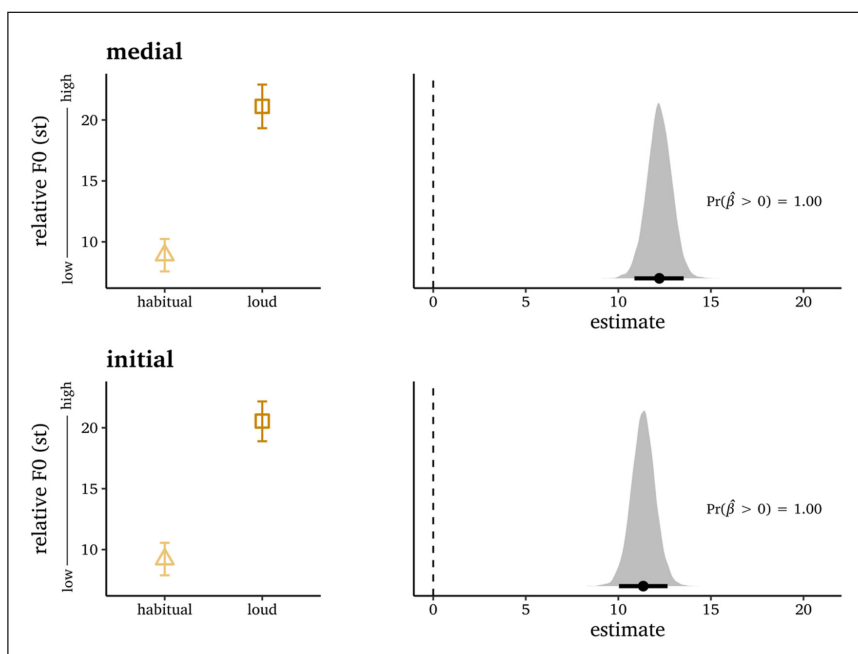 medial
relative F0 (st)
low
high
20
15
10
habitual
loud
Pr(β̂ > 0) = 1.00
0
5
10
15
20
estimate
initial
relative F0 (st)
low
high
20
15
10
habitual
loud
Pr(β̂ > 0) = 1.00
0
5
10
15
20
estimate